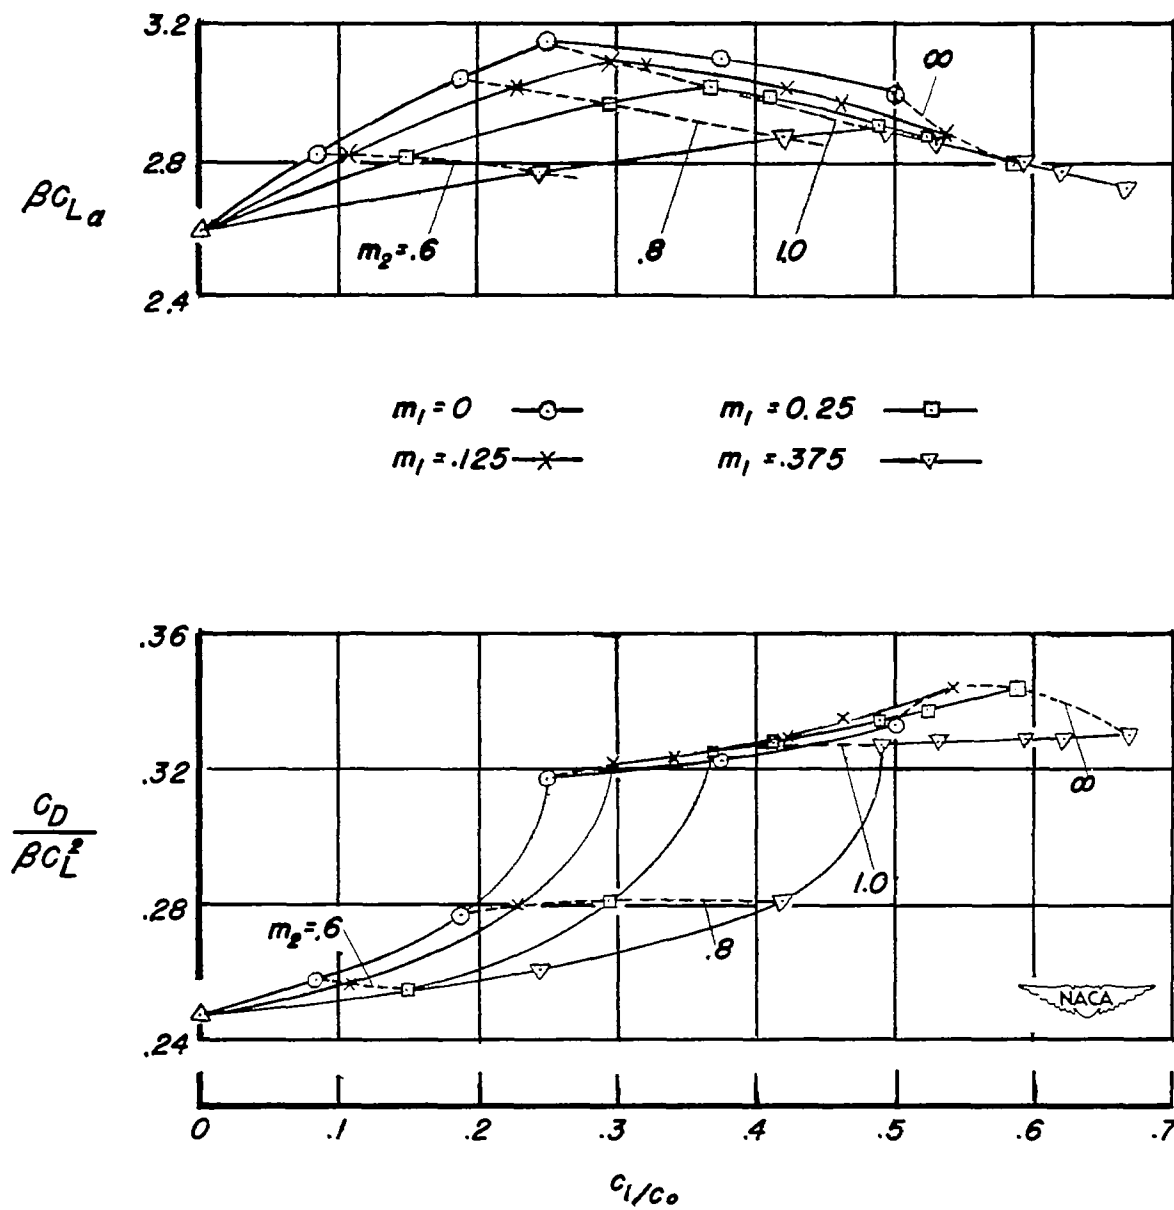 3.2
2.8
2.4
βC_Lα
m₂=.6
.8
1.0
∞
m₁=0
m₁=0.25
m₁=.125
m₁=.375
.36
.32
.28
.24
C_D
βC_L²
m₂=.6
.8
1.0
∞
NACA
0 .1 .2 .3 .4 .5 .6 .7
c₁/c₀